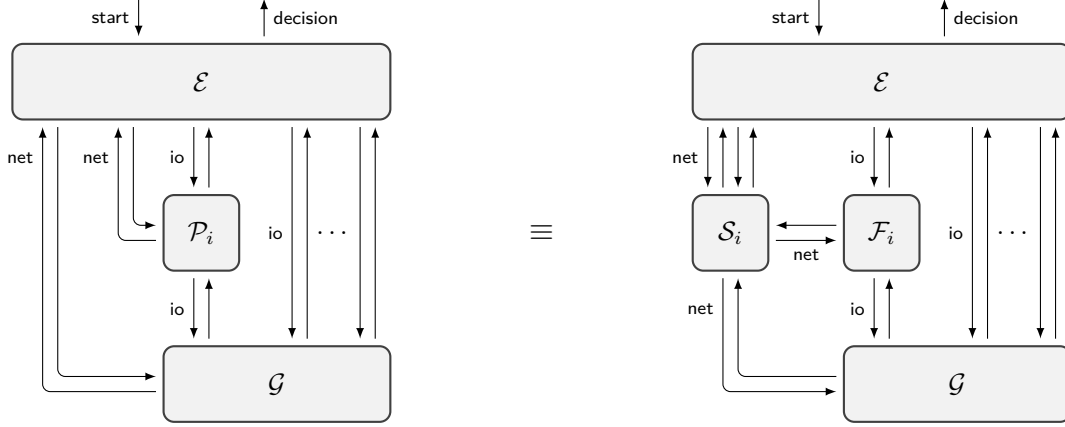 start decision start decision
ℰ ℰ
net net io net io
𝒫ᵢ io ⋯ ≡ 𝒮ᵢ net ℱᵢ io ⋯
io net io
𝒢 𝒢